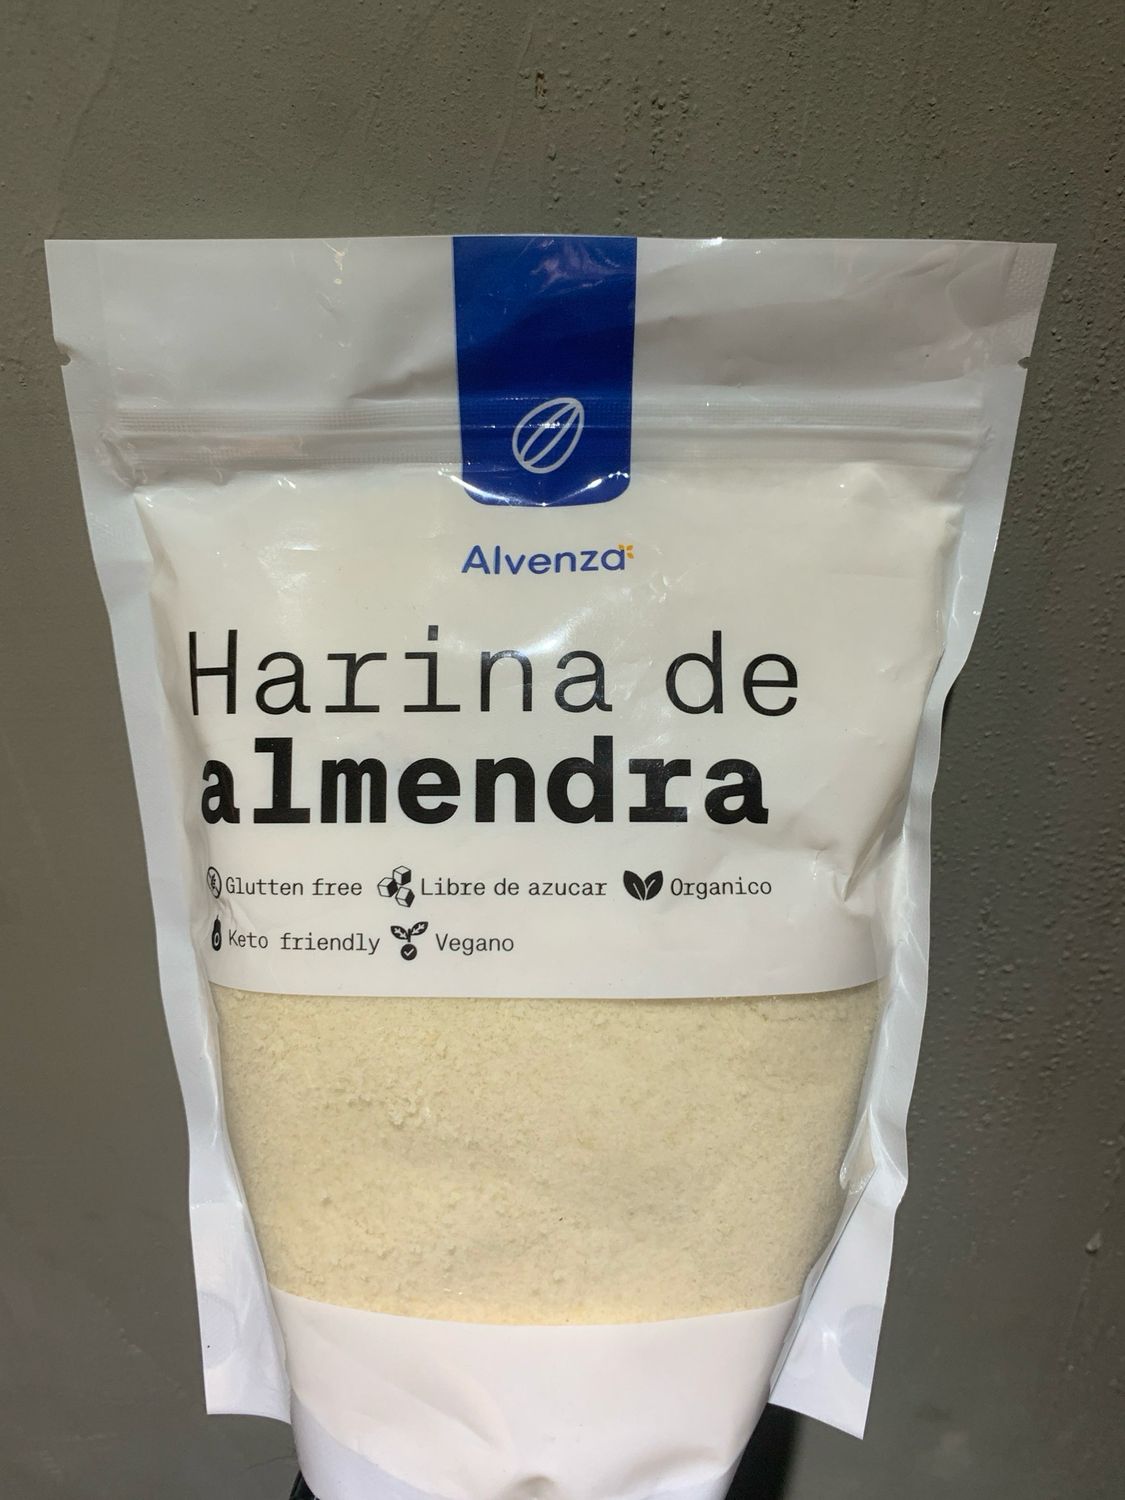 Alvenza
Harina de
almendra
Glutten free Libre de azucar Organico
Keto friendly Vegano